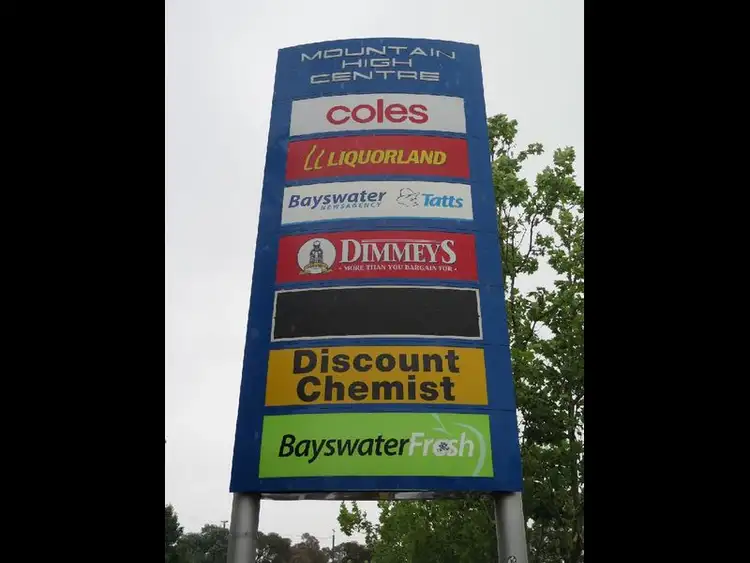 MOUNTAIN
HIGH
CENTRE
coles
LIQUORLAND
Bayswater Tatts
NEWSAGENCY
DIMMEYS
- MORE THAN YOU BARGAIN FOR -
Discount
Chemist
BayswaterFresh